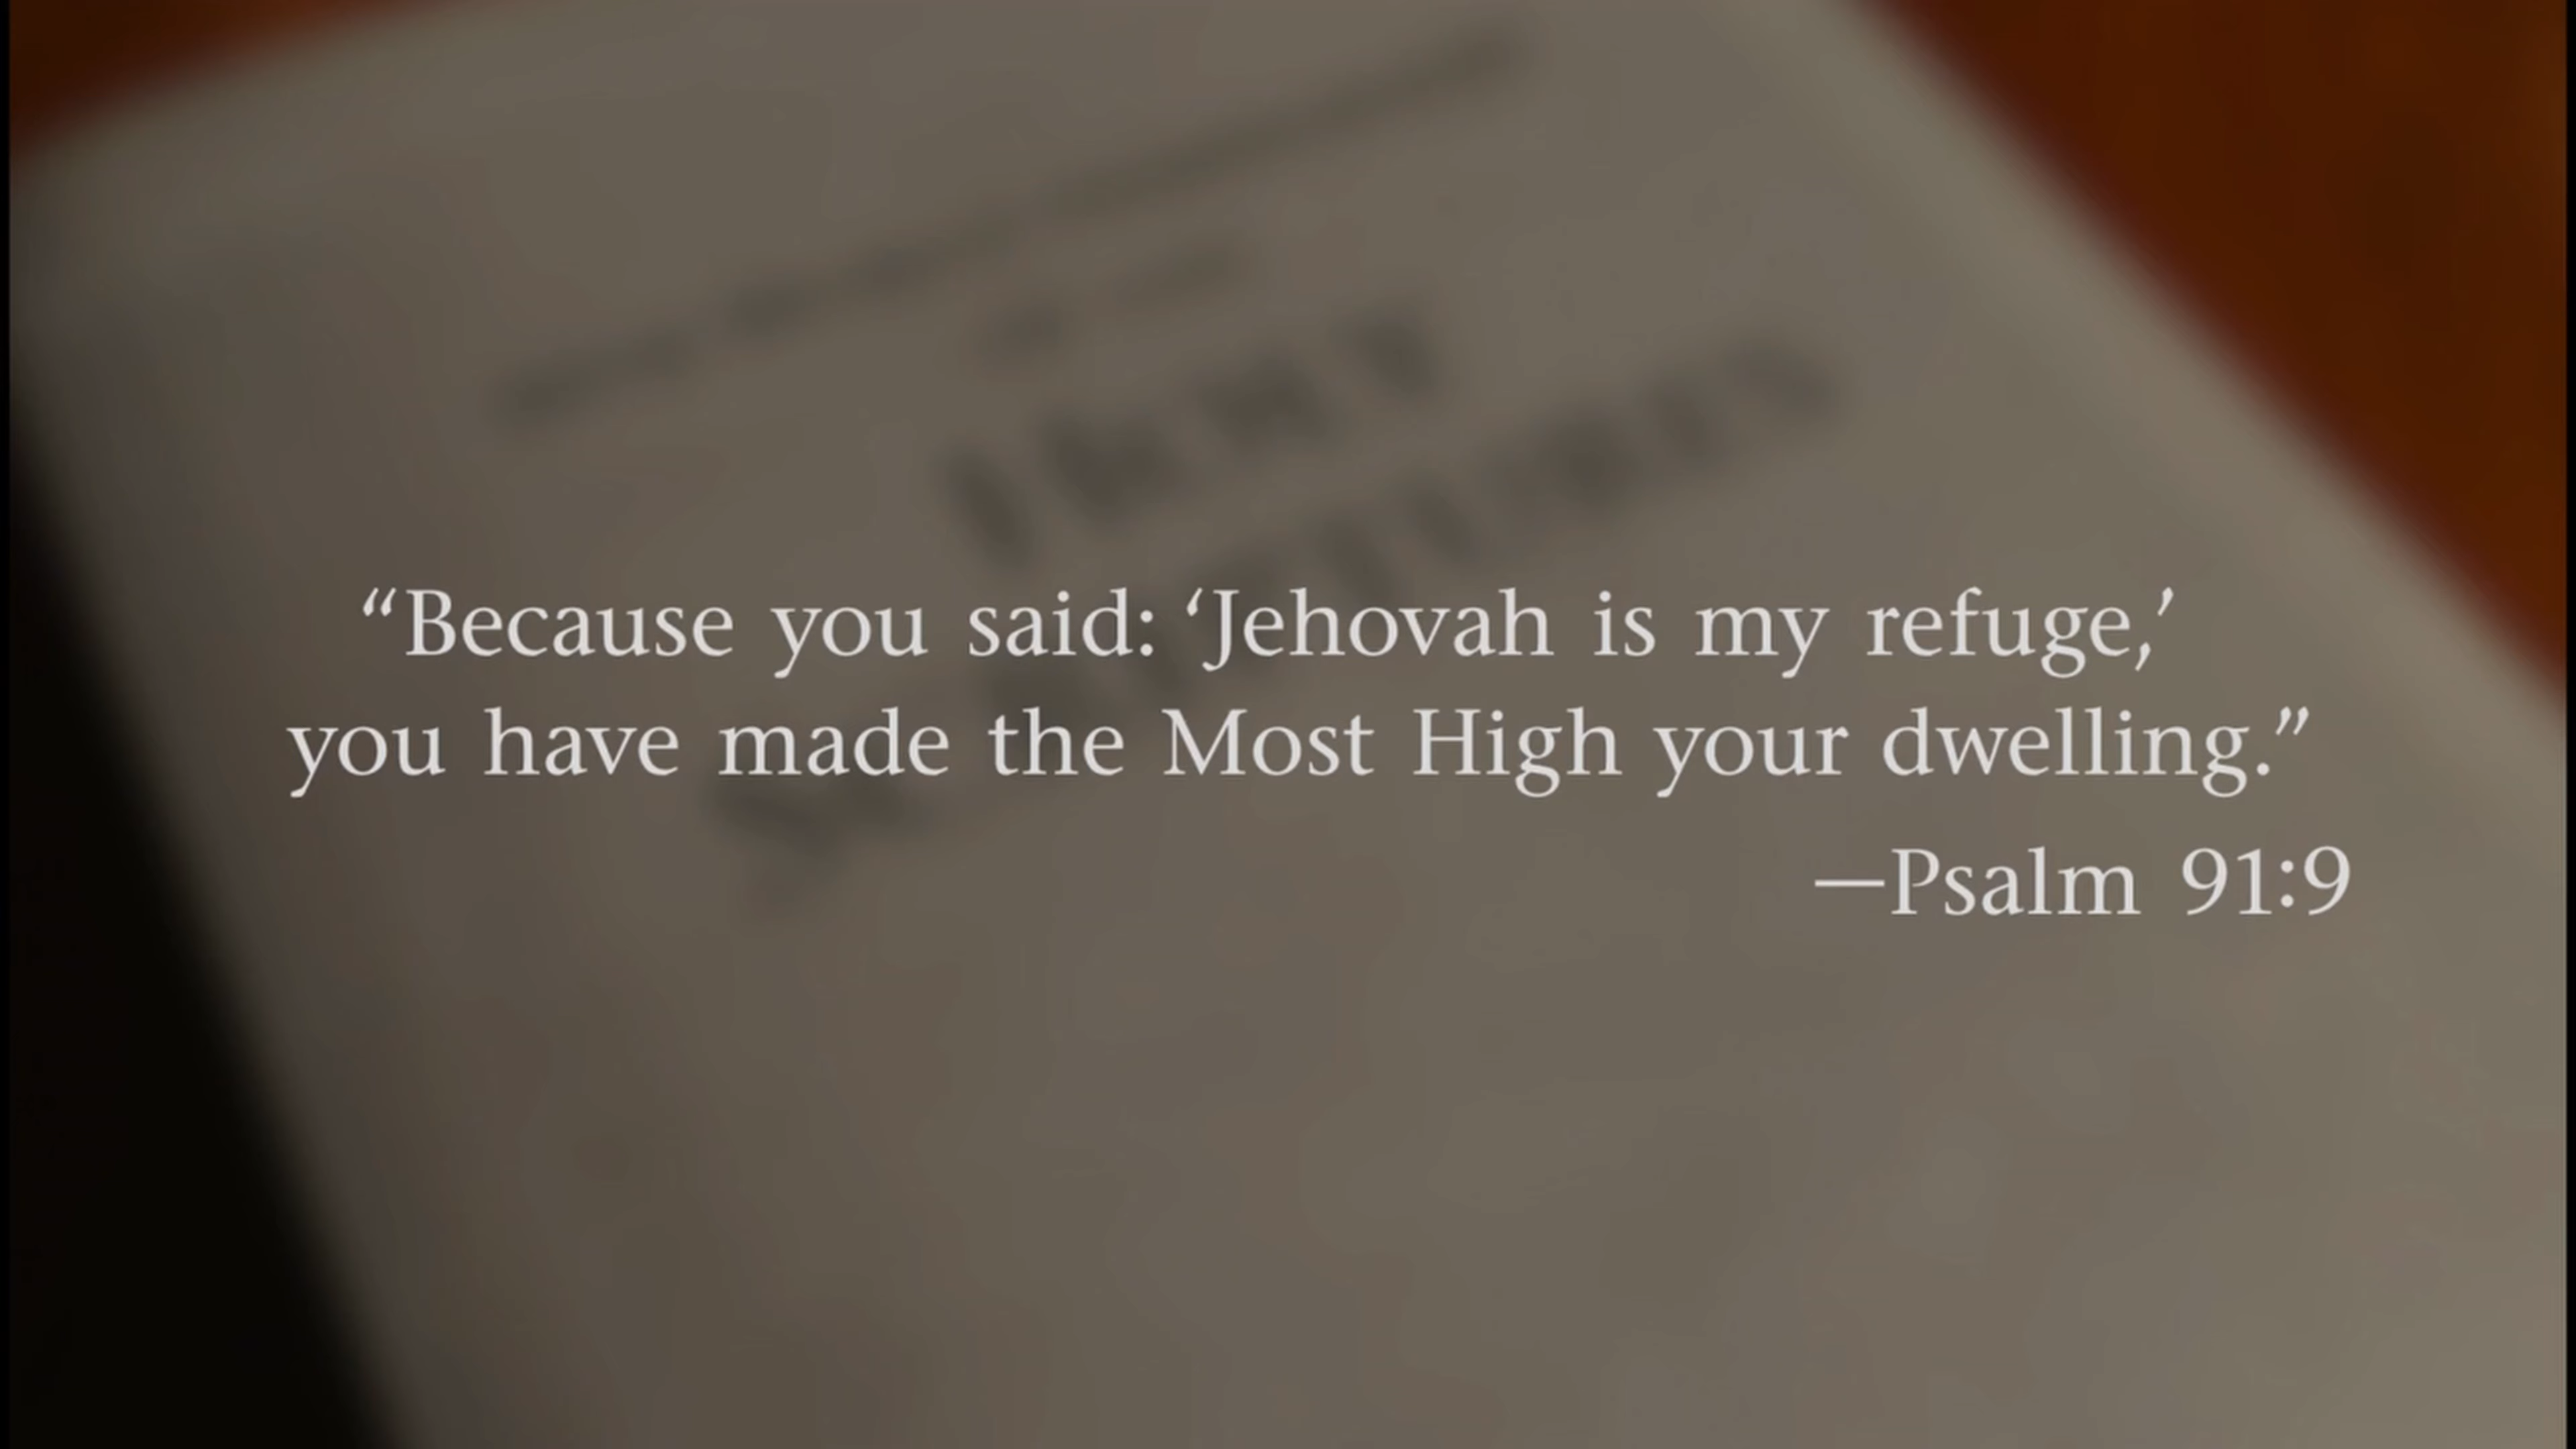 “Because you said: ‘Jehovah is my refuge,’
you have made the Most High your dwelling.”
—Psalm 91:9